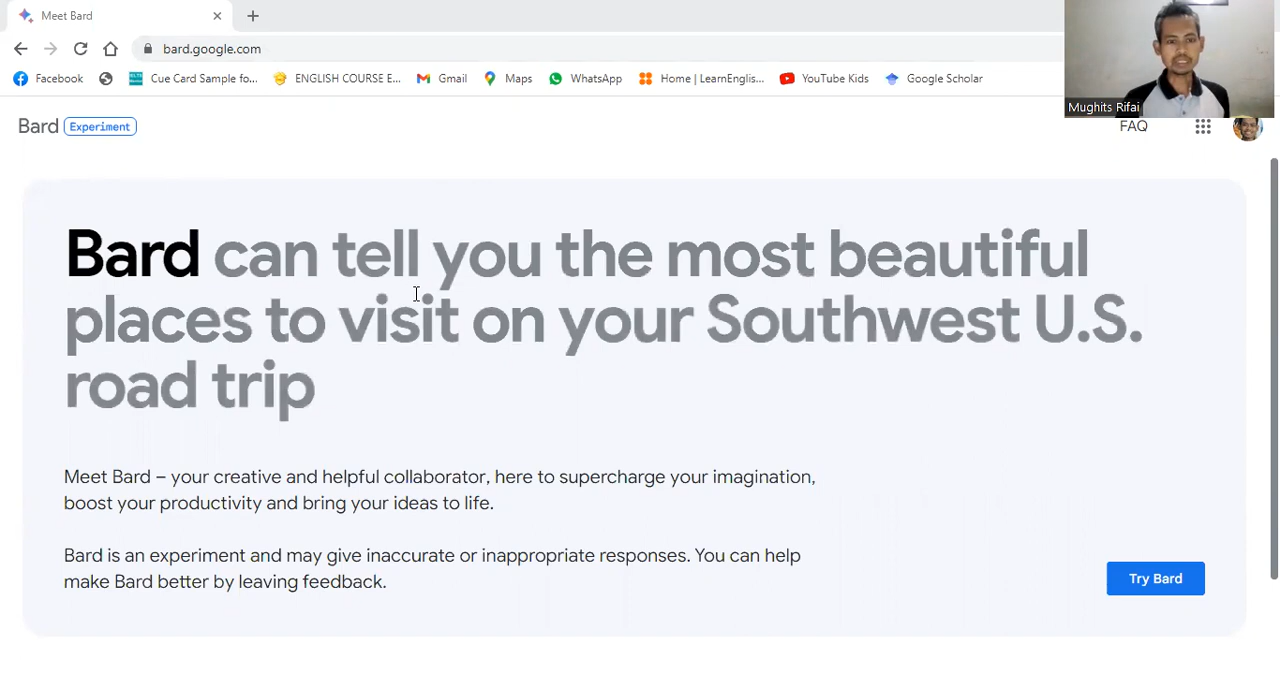 Meet Bard
bard.google.com
Facebook Cue Card Sample fo... ENGLISH COURSE E... Gmail Maps WhatsApp Home | LearnEnglis... YouTube Kids Google Scholar
Mughits Rifai
Bard Experiment FAQ
Bard can tell you the most beautiful
places to visit on your Southwest U.S.
road trip
Meet Bard – your creative and helpful collaborator, here to supercharge your imagination,
boost your productivity and bring your ideas to life.
Bard is an experiment and may give inaccurate or inappropriate responses. You can help
make Bard better by leaving feedback.
Try Bard